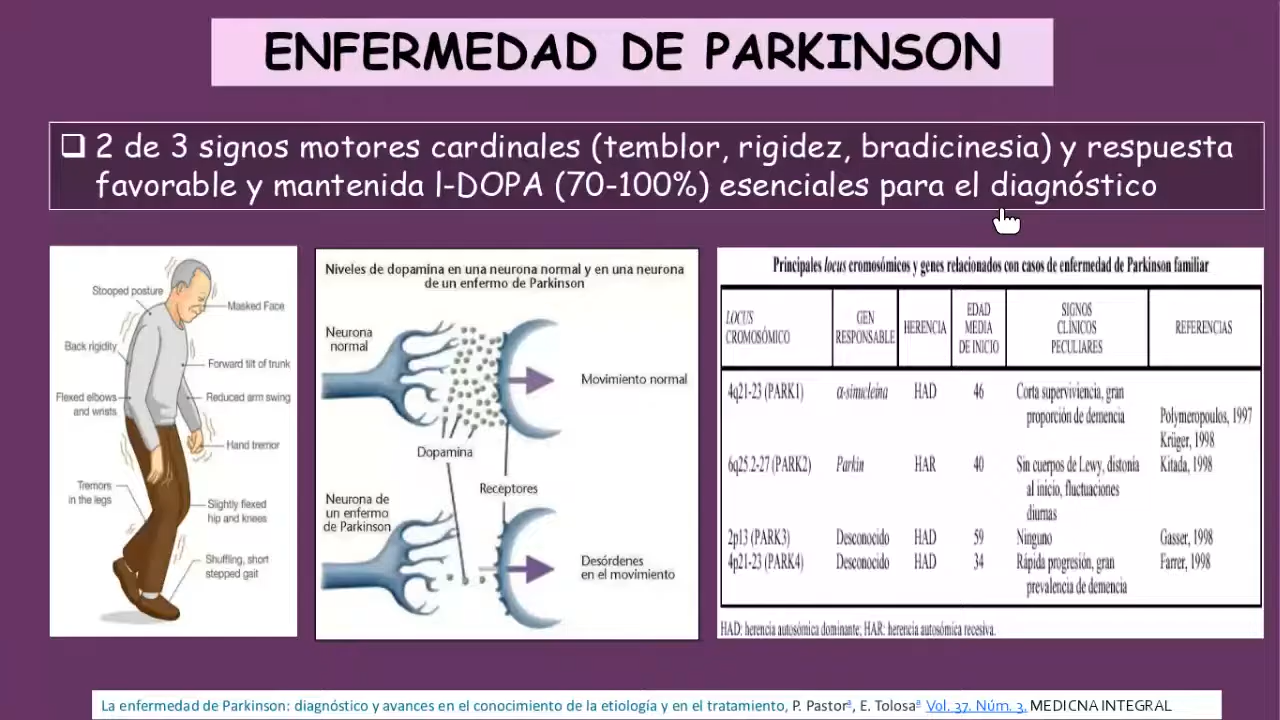 ENFERMEDAD DE PARKINSON
❑ 2 de 3 signos motores cardinales (temblor, rigidez, bradicinesia) y respuesta
favorable y mantenida l-DOPA (70-100%) esenciales para el diagnóstico
Stooped posture
Masked Face
Back rigidity
Forward tilt of trunk
Flexed elbows
and wrists
Reduced arm swing
Hand tremor
Tremors
in the legs
Slightly flexed
hip and knees
Shuffling, short
stepped gait
Niveles de dopamina en una neurona normal y en una neurona
de un enfermo de Parkinson
Neurona
normal
Movimiento normal
Dopamina
Receptores
Neurona de
un enfermo
de Parkinson
Desórdenes
en el movimiento
Principales locus cromosómicos y genes relacionados con casos de enfermedad de Parkinson familiar
LOCUS
CROMOSÓMICO
GEN
RESPONSABLE
HERENCIA
EDAD
MEDIA
DE INICIO
SIGNOS
CLÍNICOS
PECULIARES
REFERENCIAS
4q21-23 (PARK1) α-sinucleína HAD 46 Corta superviviencia, gran
proporción de demencia Polymeropoulos, 1997
Krüger, 1998
6q25.2-27 (PARK2) Parkin HAR 40 Sin cuerpos de Lewy, distonía Kitada, 1998
al inicio, fluctuaciones
diurnas
2p13 (PARK3) Desconocido HAD 59 Ninguno Gasser, 1998
4p21-23 (PARK4) Desconocido HAD 34 Rápida progresión, gran Farrer, 1998
prevalencia de demencia
HAD: herencia autosómica dominante; HAR: herencia autosómica recesiva.
La enfermedad de Parkinson: diagnóstico y avances en el conocimiento de la etiología y en el tratamiento, P. Pastorª, E. Tolosaª Vol. 37. Núm. 3. MEDICNA INTEGRAL